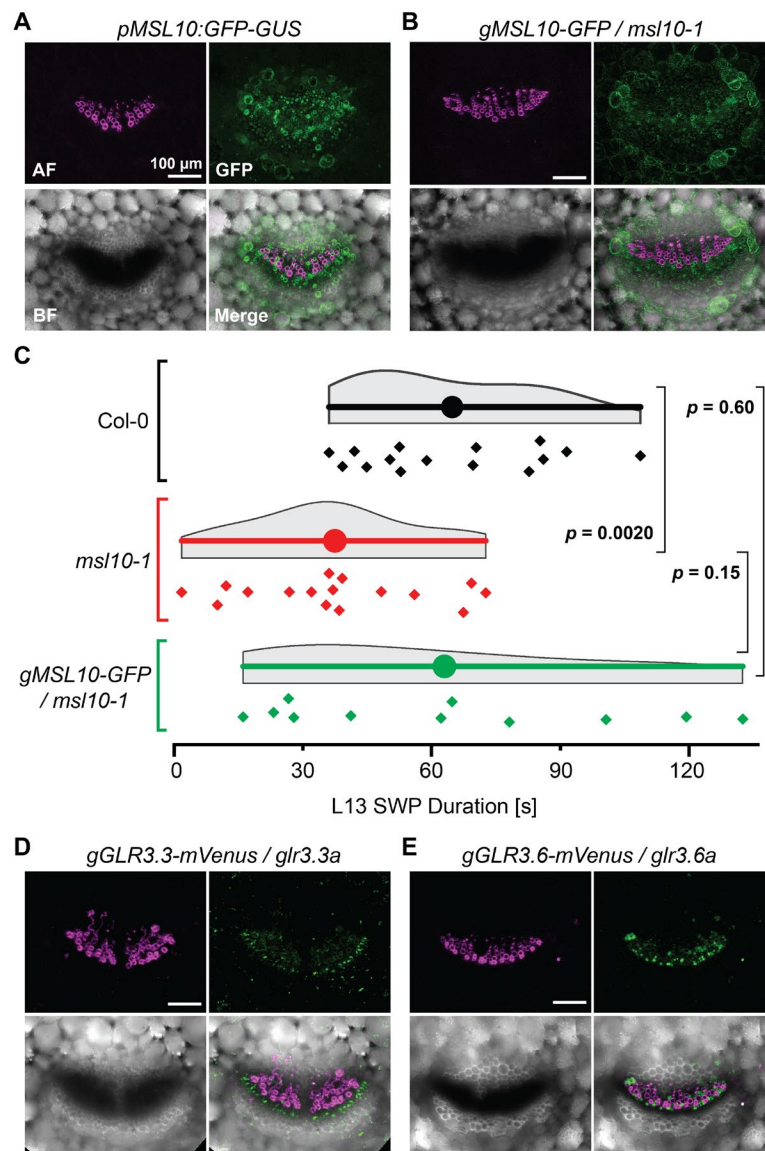 A
pMSL10:GFP-GUS
AF
100 µm
GFP
BF
Merge
B
gMSL10-GFP / msl10-1
C
Col-0
p = 0.60
msl10-1
p = 0.0020
p = 0.15
gMSL10-GFP
/ msl10-1
0 30 60 90 120
L13 SWP Duration [s]
D
gGLR3.3-mVenus / glr3.3a
E
gGLR3.6-mVenus / glr3.6a